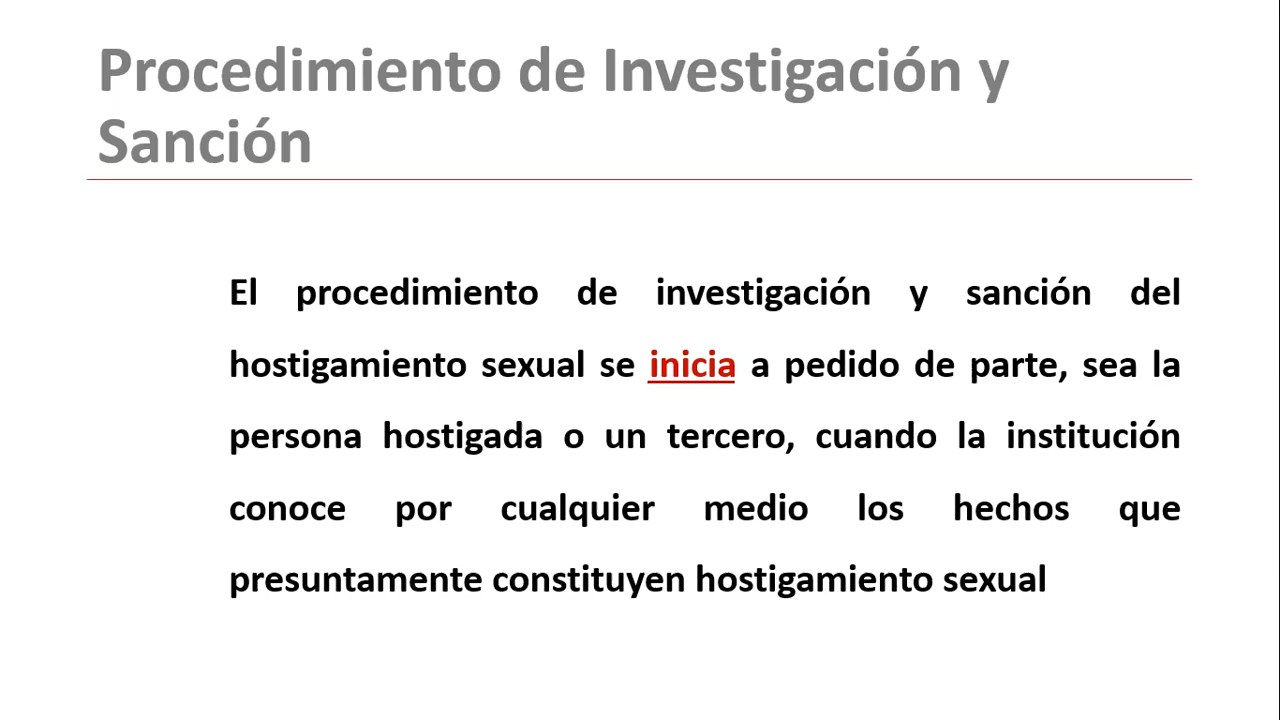 Procedimiento de Investigación y
Sanción
El procedimiento de investigación y sanción del
hostigamiento sexual se inicia a pedido de parte, sea la
persona hostigada o un tercero, cuando la institución
conoce por cualquier medio los hechos que
presuntamente constituyen hostigamiento sexual